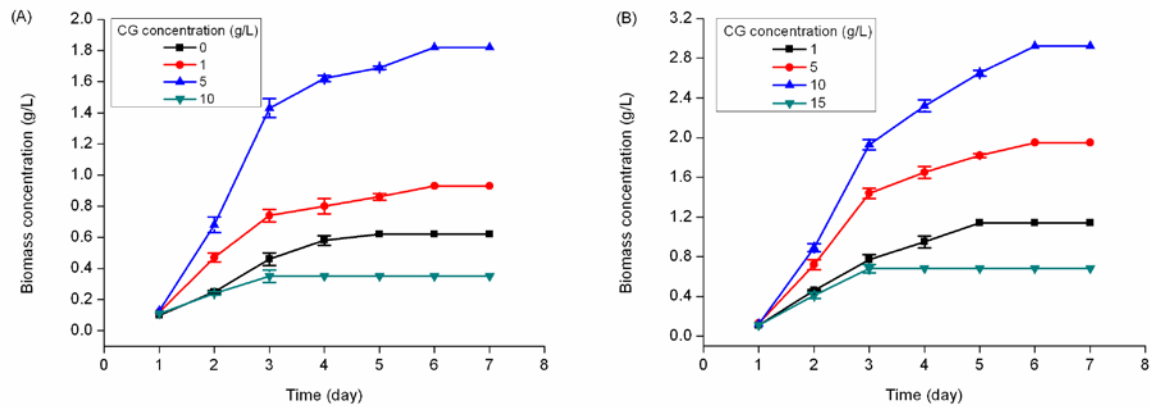 (A)
CG concentration (g/L)
0
1
5
10
2.0
1.8
1.6
1.4
1.2
1.0
0.8
0.6
0.4
0.2
0.0
Biomass concentration (g/L)
0 1 2 3 4 5 6 7 8
Time (day)
(B)
CG concentration (g/L)
1
5
10
15
3.2
2.8
2.4
2.0
1.6
1.2
0.8
0.4
0.0
Biomass concentration (g/L)
0 1 2 3 4 5 6 7 8
Time (day)